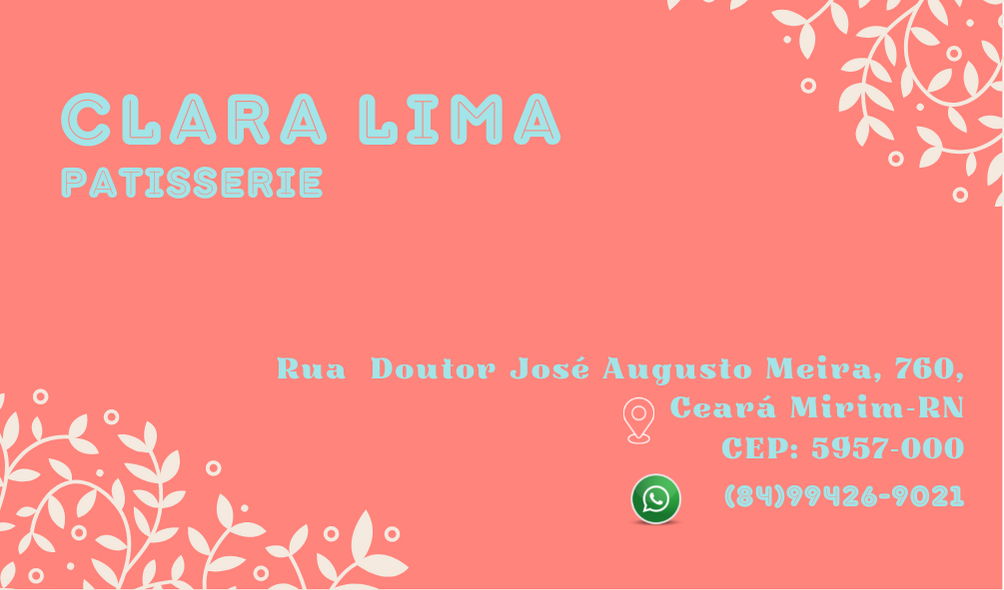 CLARA LIMA
PATISSERIE
Rua Doutor José Augusto Meira, 760,
Ceará Mirim-RN
CEP: 5957-000
(84)99426-9021